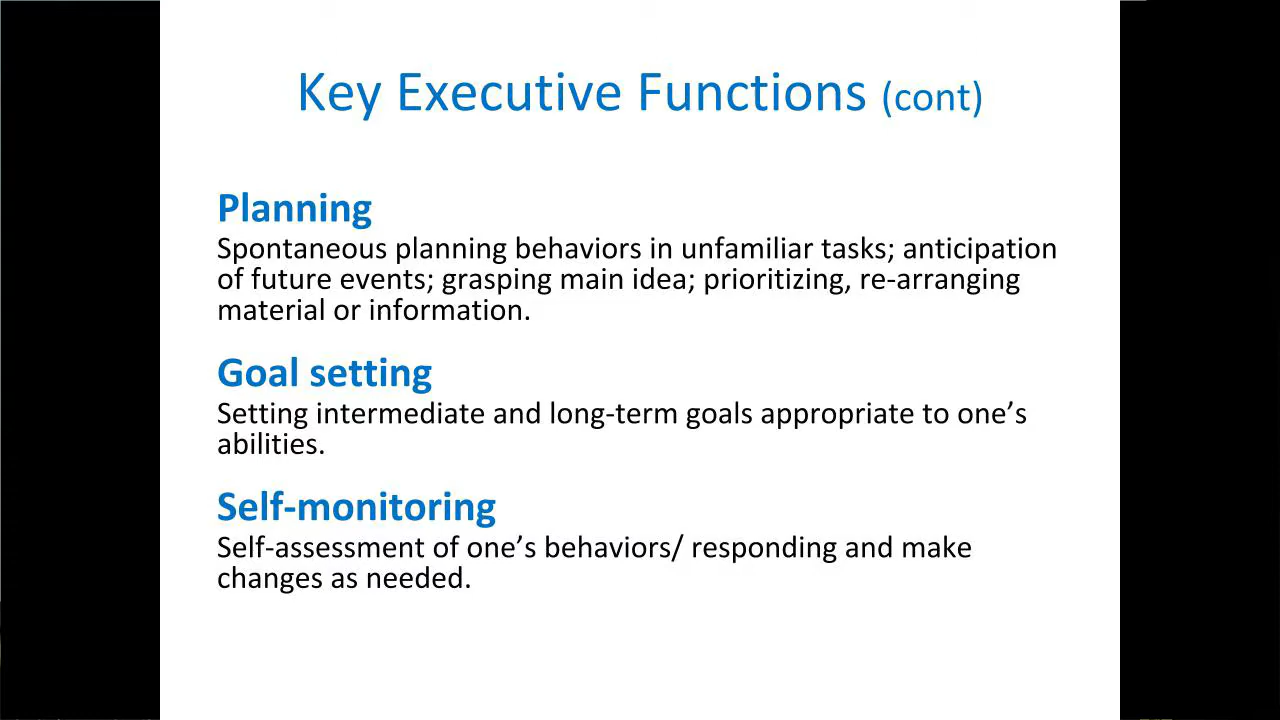 Key Executive Functions (cont)
Planning
Spontaneous planning behaviors in unfamiliar tasks; anticipation
of future events; grasping main idea; prioritizing, re-arranging
material or information.
Goal setting
Setting intermediate and long-term goals appropriate to one’s
abilities.
Self-monitoring
Self-assessment of one’s behaviors/ responding and make
changes as needed.